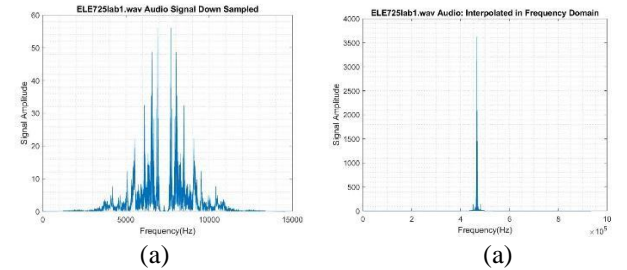 ELE725lab1.wav Audio Signal Down Sampled
60
50
40
30
20
10
0
Signal Amplitude
0 5000 10000 15000
Frequency(Hz)
(a)
ELE725lab1.wav Audio: Interpolated in Frequency Domain
4000
3500
3000
2500
2000
1500
1000
500
0
Signal Amplitude
0 2 4 6 8 10
×10^5
Frequency(Hz)
(a)